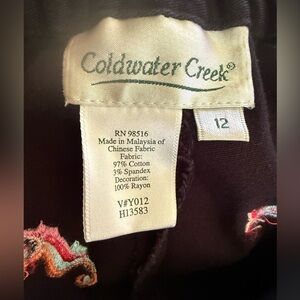 Coldwater Creek®
12
RN 98516
Made in Malaysia of
Chinese Fabric
Fabric:
97% Cotton
3% Spandex
Decoration:
100% Rayon
V#Y012
H13583